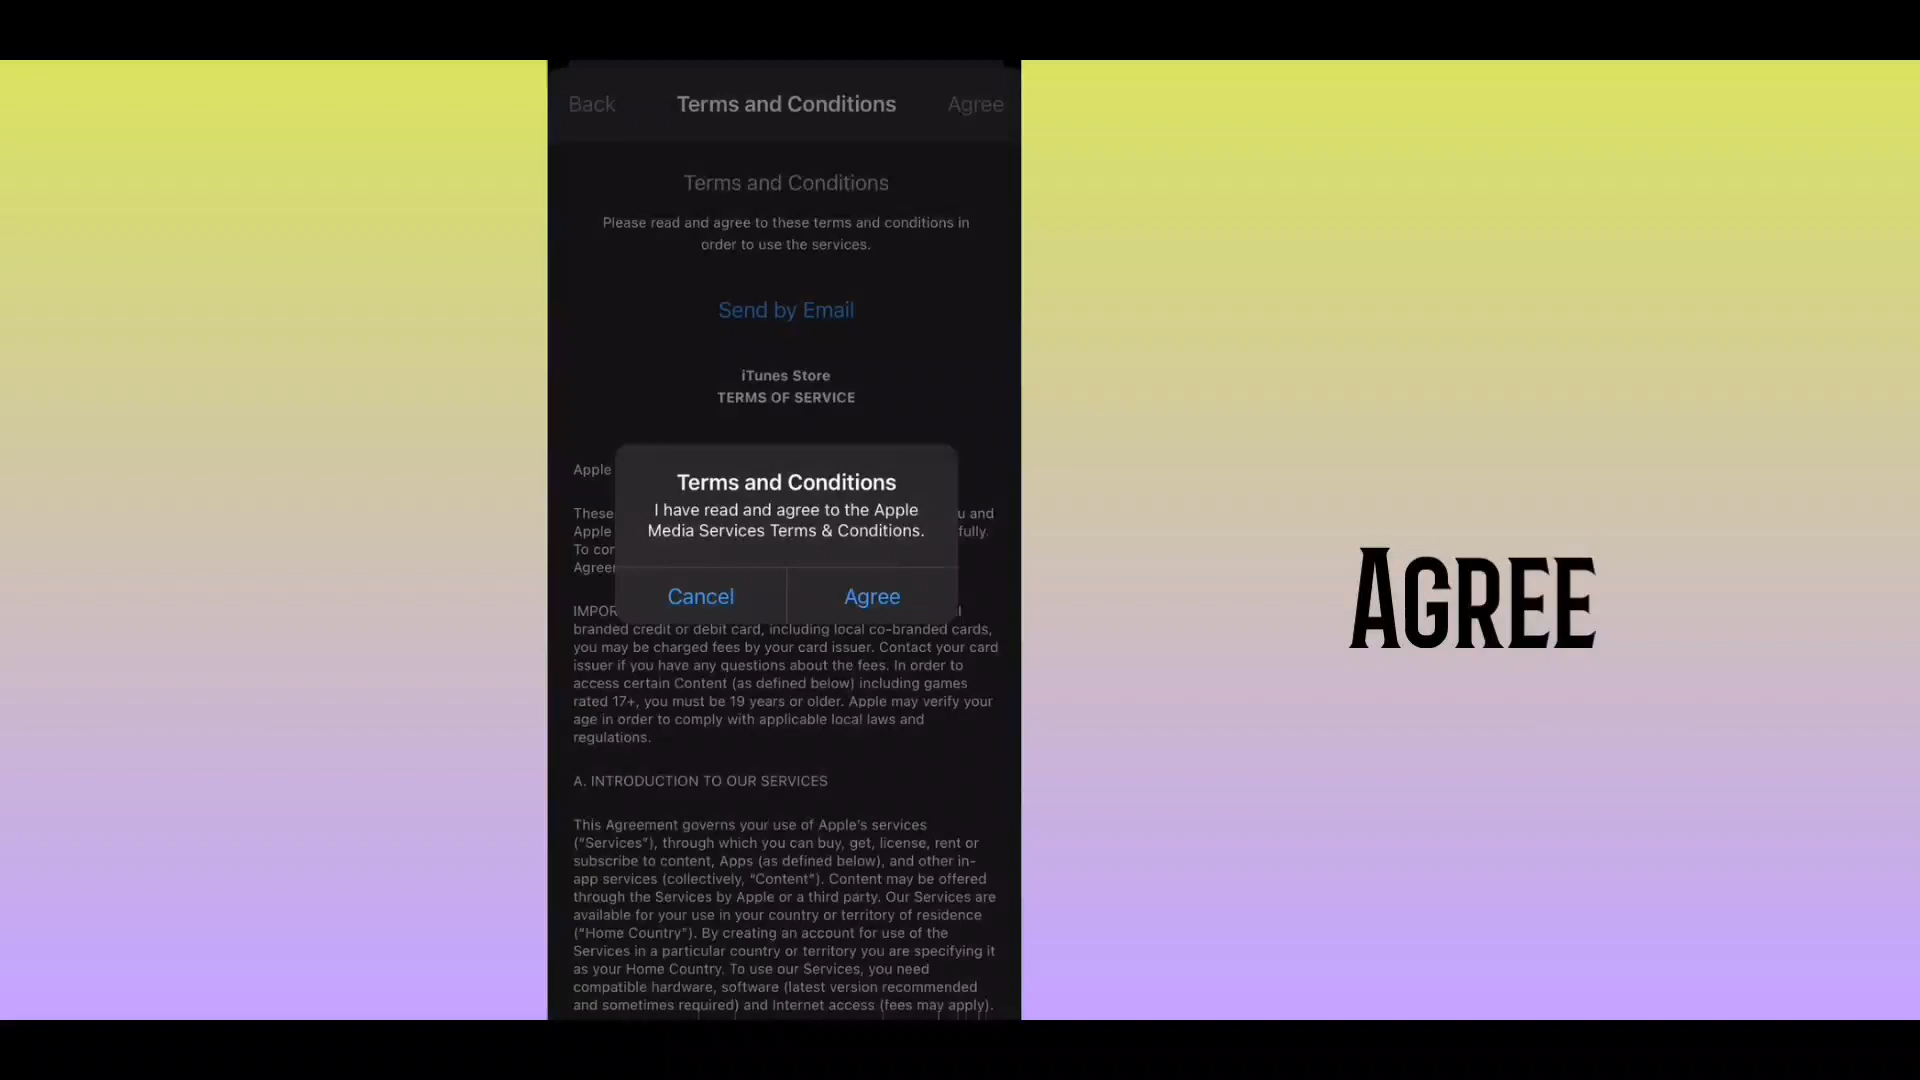 Back Terms and Conditions Agree
Terms and Conditions
Please read and agree to these terms and conditions in
order to use the services.
Send by Email
iTunes Store
TERMS OF SERVICE
Apple
These u and
Apple fully.
To cor
Agreer
Terms and Conditions
I have read and agree to the Apple
Media Services Terms & Conditions.
Cancel Agree
AGREE
IMPOR
branded credit or debit card, including local co-branded cards,
you may be charged fees by your card issuer. Contact your card
issuer if you have any questions about the fees. In order to
access certain Content (as defined below) including games
rated 17+, you must be 19 years or older. Apple may verify your
age in order to comply with applicable local laws and
regulations.
A. INTRODUCTION TO OUR SERVICES
This Agreement governs your use of Apple's services
(“Services”), through which you can buy, get, license, rent or
subscribe to content, Apps (as defined below), and other in-
app services (collectively, “Content”). Content may be offered
through the Services by Apple or a third party. Our Services are
available for your use in your country or territory of residence
(“Home Country”). By creating an account for use of the
Services in a particular country or territory you are specifying it
as your Home Country. To use our Services, you need
compatible hardware, software (latest version recommended
and sometimes required) and Internet access (fees may apply).